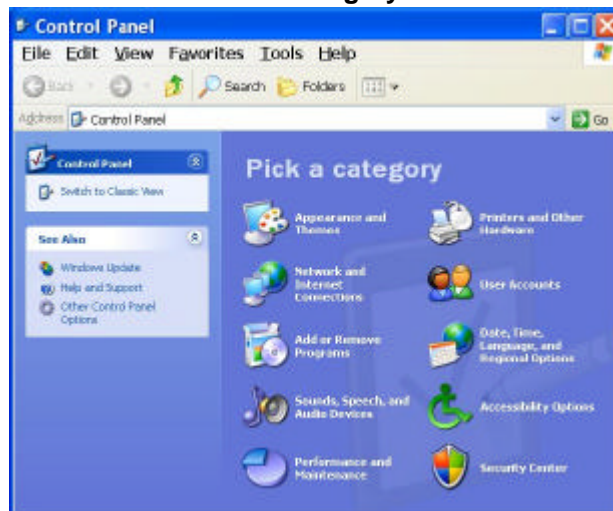 Control Panel
File Edit View Favorites Tools Help
Back Search Folders
Address Control Panel Go
Control Panel
Switch to Classic View
See Also
Windows Update
Help and Support
Other Control Panel
Options
Pick a category
Appearance and
Themes
Printers and Other
Hardware
Network and
Internet
Connections
User Accounts
Add or Remove
Programs
Date, Time,
Language, and
Regional Options
Sounds, Speech, and
Audio Devices
Accessibility Options
Performance and
Maintenance
Security Center